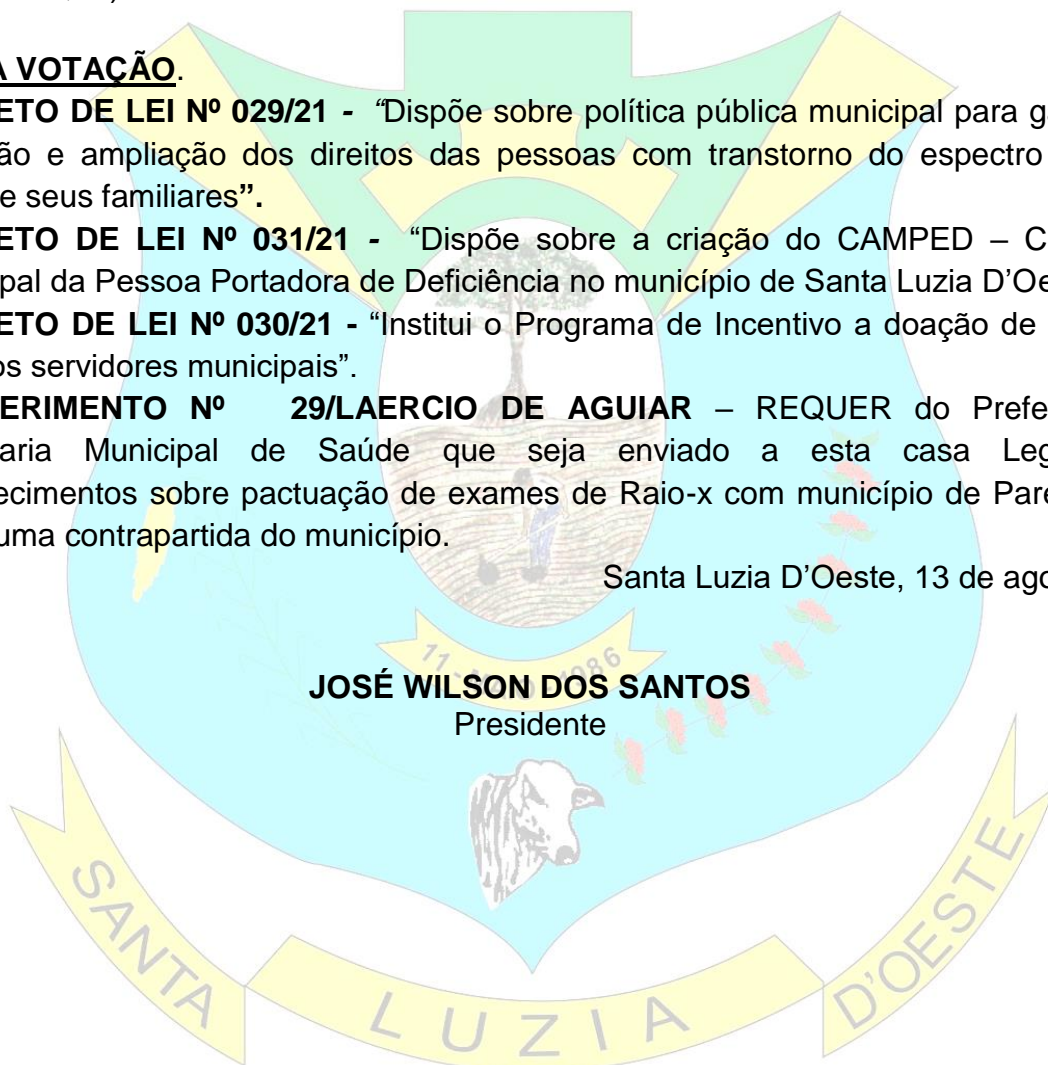 A VOTAÇÃO.
ETO DE LEI Nº 029/21 - “Dispõe sobre política pública municipal para
ão e ampliação dos direitos das pessoas com transtorno do espectro
e seus familiares”.
ETO DE LEI Nº 031/21 - “Dispõe sobre a criação do CAMPED – C
pal da Pessoa Portadora de Deficiência no município de Santa Luzia D’Oe
ETO DE LEI Nº 030/21 - “Institui o Programa de Incentivo a doação de
os servidores municipais”.
ERIMENTO Nº 29/LAERCIO DE AGUIAR – REQUER do Prefe
aria Municipal de Saúde que seja enviado a esta casa Leg
ecimentos sobre pactuação de exames de Raio-x com município de Pare
uma contrapartida do município.
Santa Luzia D’Oeste, 13 de ago
11 - MAIO - 1986
JOSÉ WILSON DOS SANTOS
Presidente
SANTA LUZIA D'OESTE